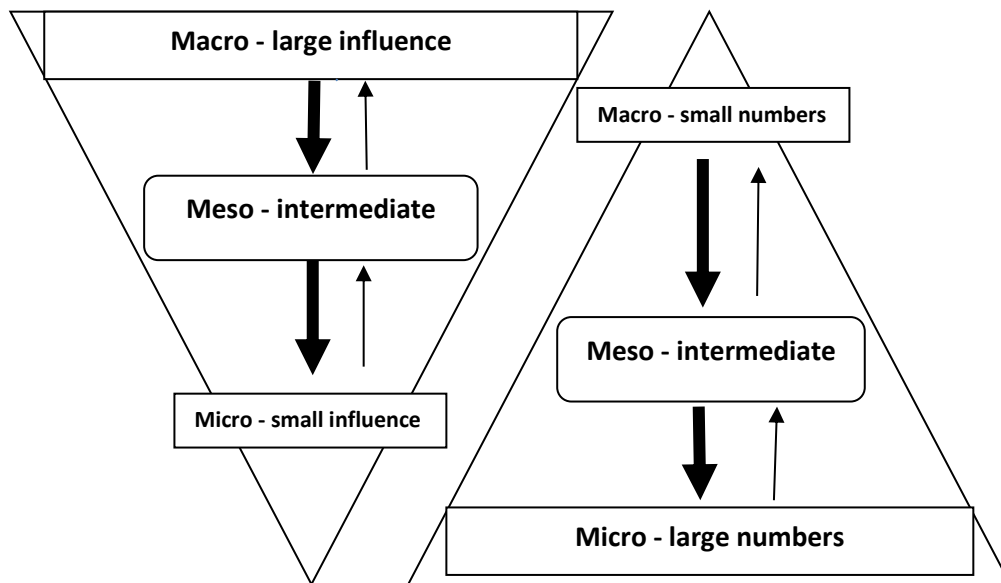 Macro - large influence
Meso - intermediate
Micro - small influence
Macro - small numbers
Meso - intermediate
Micro - large numbers